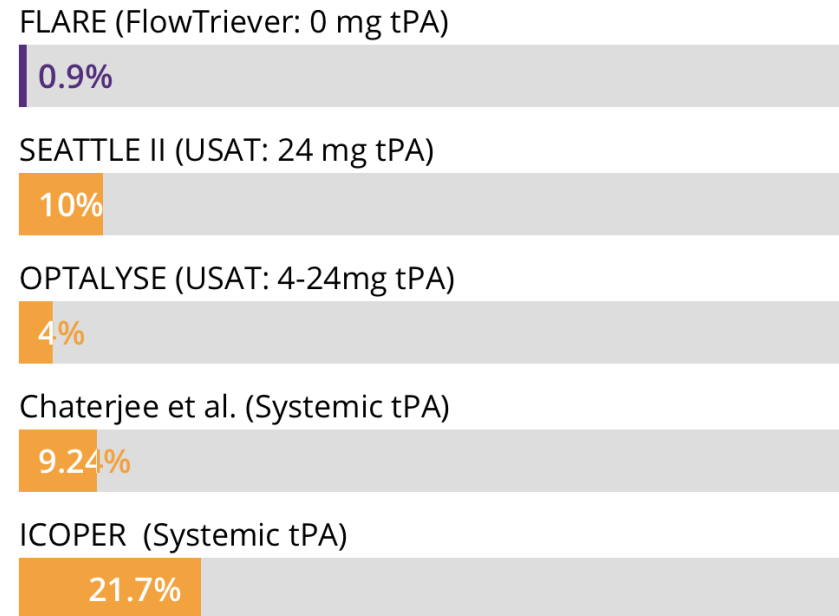 FLARE (FlowTriever: 0 mg tPA)
0.9%
SEATTLE II (USAT: 24 mg tPA)
10%
OPTALYSE (USAT: 4-24mg tPA)
4%
Chaterjee et al. (Systemic tPA)
9.24%
ICOPER (Systemic tPA)
21.7%